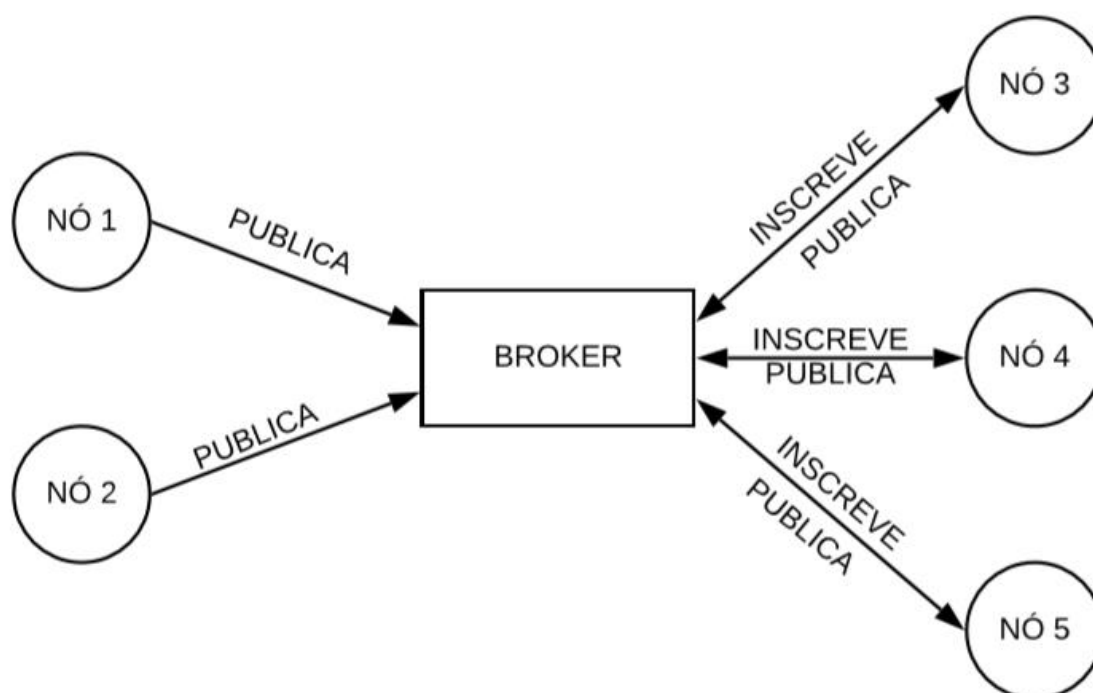 NÓ 1
PUBLICA
NÓ 2
PUBLICA
BROKER
INSCREVE
PUBLICA
NÓ 3
INSCREVE
PUBLICA
NÓ 4
INSCREVE
PUBLICA
NÓ 5